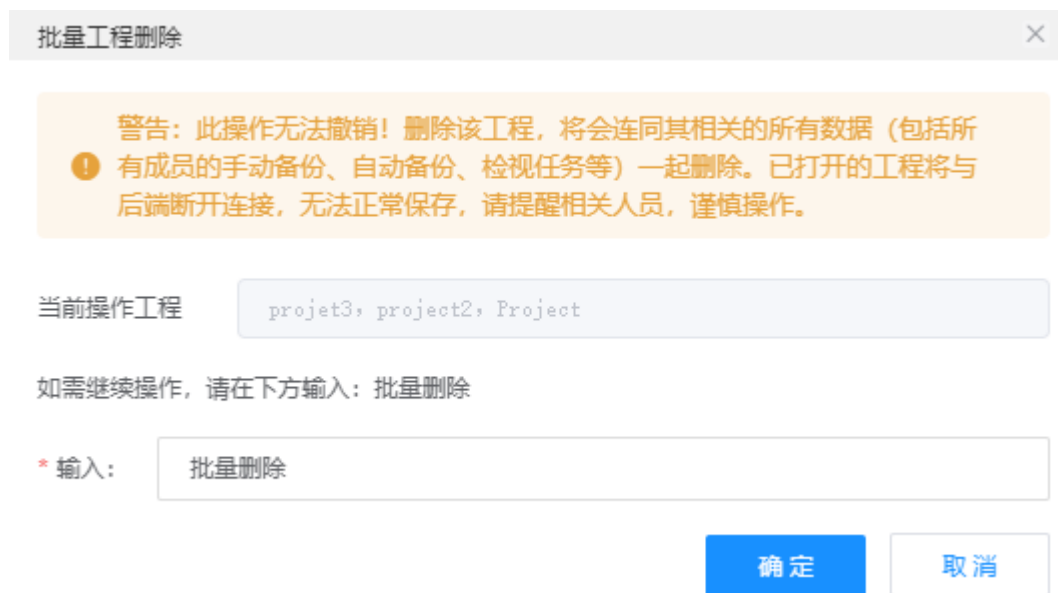 批量工程删除
警告：此操作无法撤销！删除该工程，将会连同其相关的所有数据（包括所
有成员的手动备份、自动备份、检视任务等）一起删除。已打开的工程将与
后端断开连接，无法正常保存，请提醒相关人员，谨慎操作。
当前操作工程 projet3，project2，Project
如需继续操作，请在下方输入：批量删除
* 输入： 批量删除
确定 取消